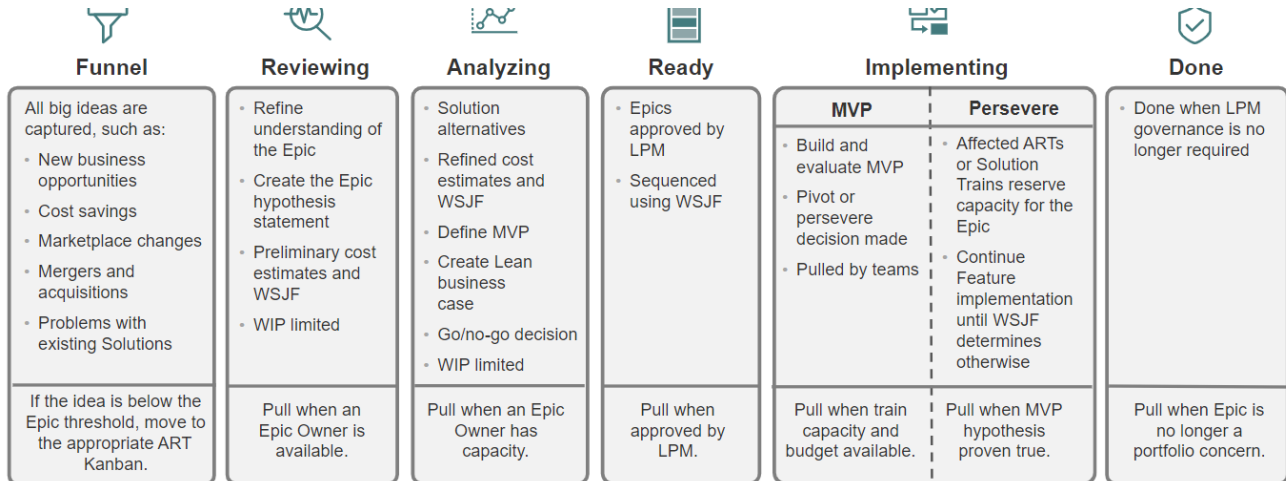 Funnel
Reviewing
Analyzing
Ready
Implementing
Done
All big ideas are
captured, such as:
• New business
opportunities
• Cost savings
• Marketplace changes
• Mergers and
acquisitions
• Problems with
existing Solutions
If the idea is below the
Epic threshold, move to
the appropriate ART
Kanban.
• Refine
understanding of
the Epic
• Create the Epic
hypothesis
statement
• Preliminary cost
estimates and
WSJF
• WIP limited
Pull when an
Epic Owner is
available.
• Solution
alternatives
• Refined cost
estimates and
WSJF
• Define MVP
• Create Lean
business
case
• Go/no-go decision
• WIP limited
Pull when an Epic
Owner has
capacity.
• Epics
approved by
LPM
• Sequenced
using WSJF
Pull when
approved by
LPM.
MVP
• Build and
evaluate MVP
• Pivot or
persevere
decision made
• Pulled by teams
Pull when train
capacity and
budget available.
Persevere
• Affected ARTs
or Solution
Trains reserve
capacity for the
Epic
• Continue
Feature
implementation
until WSJF
determines
otherwise
Pull when MVP
hypothesis
proven true.
• Done when LPM
governance is no
longer required
Pull when Epic is
no longer a
portfolio concern.